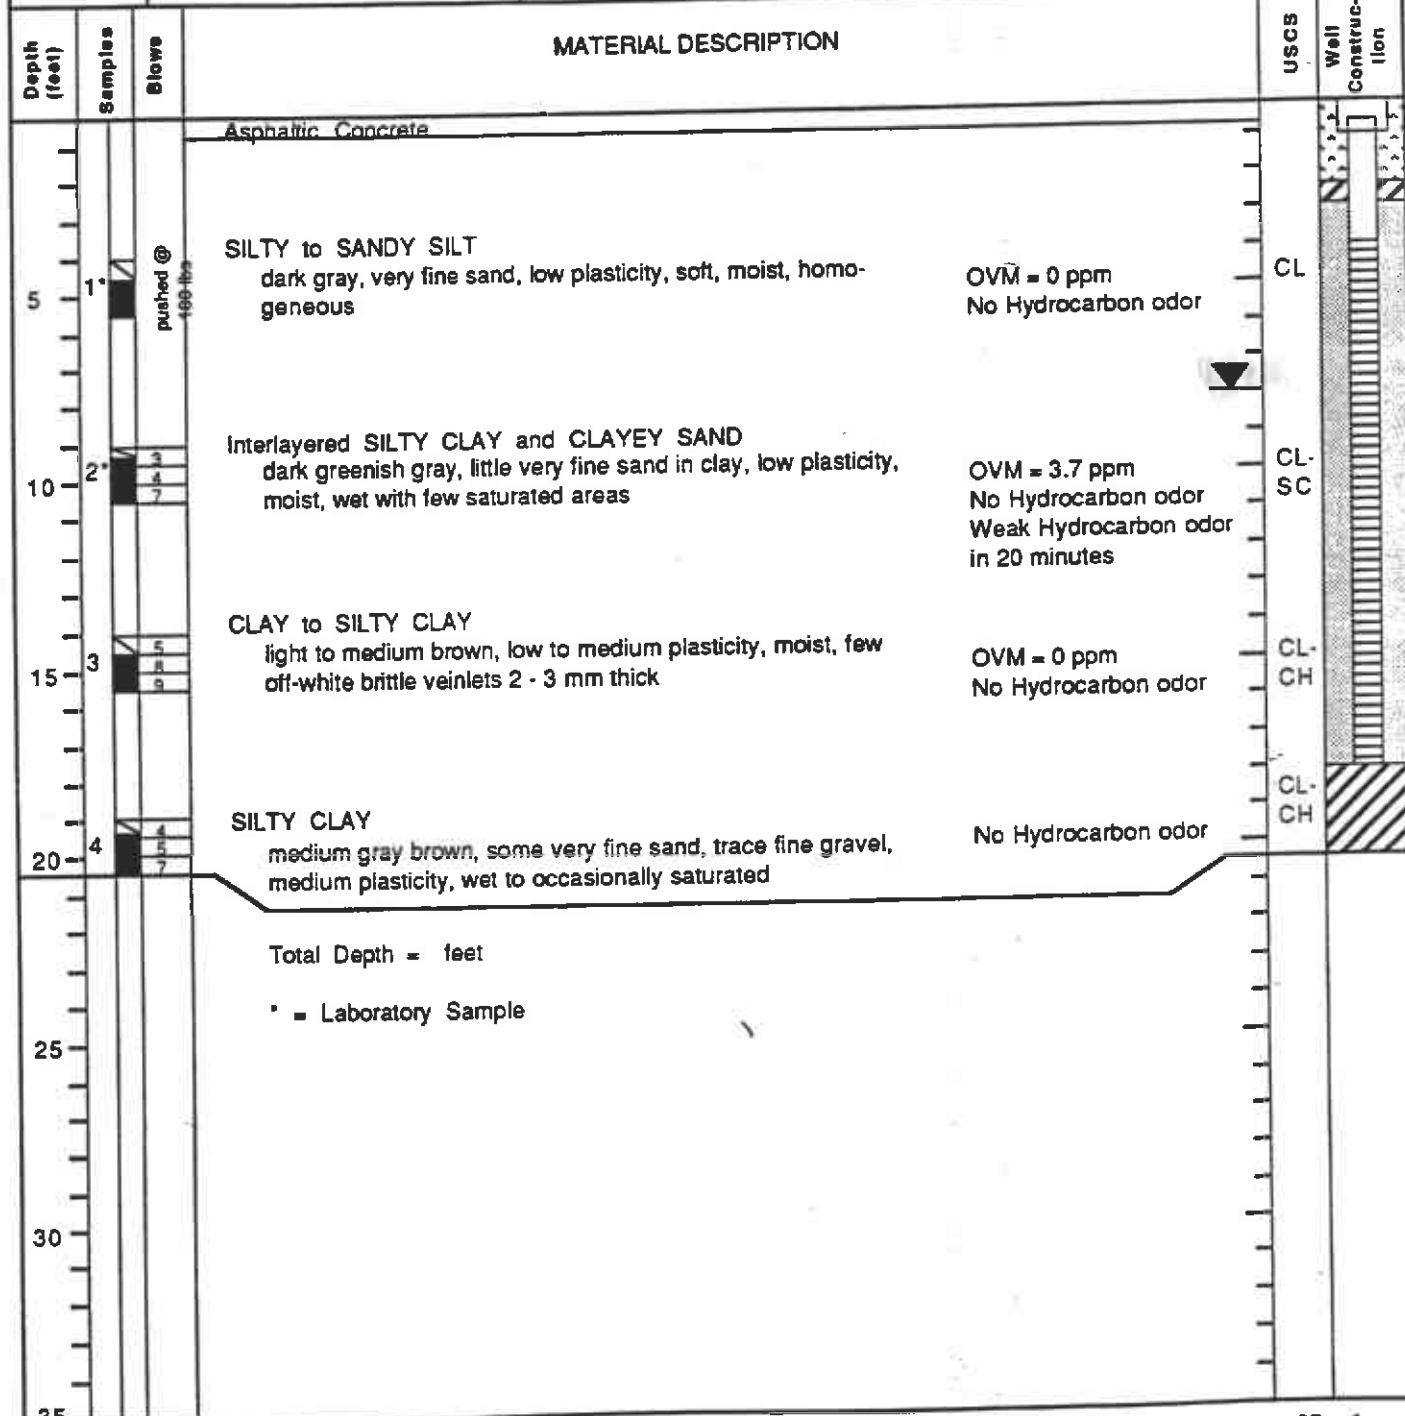 Depth (feet)
Samples
Blows
MATERIAL DESCRIPTION
USCS
Well Construc-tion
Asphaltic Concrete
SILTY to SANDY SILT
dark gray, very fine sand, low plasticity, soft, moist, homo-
geneous
OVM = 0 ppm
No Hydrocarbon odor
CL
5
1*
pushed @
Interlayered SILTY CLAY and CLAYEY SAND
dark greenish gray, little very fine sand in clay, low plasticity,
moist, wet with few saturated areas
OVM = 3.7 ppm
No Hydrocarbon odor
Weak Hydrocarbon odor
in 20 minutes
CL-
SC
10
2*
3
4
7
CLAY to SILTY CLAY
light to medium brown, low to medium plasticity, moist, few
off-white brittle veinlets 2 - 3 mm thick
OVM = 0 ppm
No Hydrocarbon odor
CL-
CH
15
3
5
8
9
SILTY CLAY
medium gray brown, some very fine sand, trace fine gravel,
medium plasticity, wet to occasionally saturated
No Hydrocarbon odor
CL-
CH
20
4
4
5
7
Total Depth = feet
* = Laboratory Sample
25
30
35